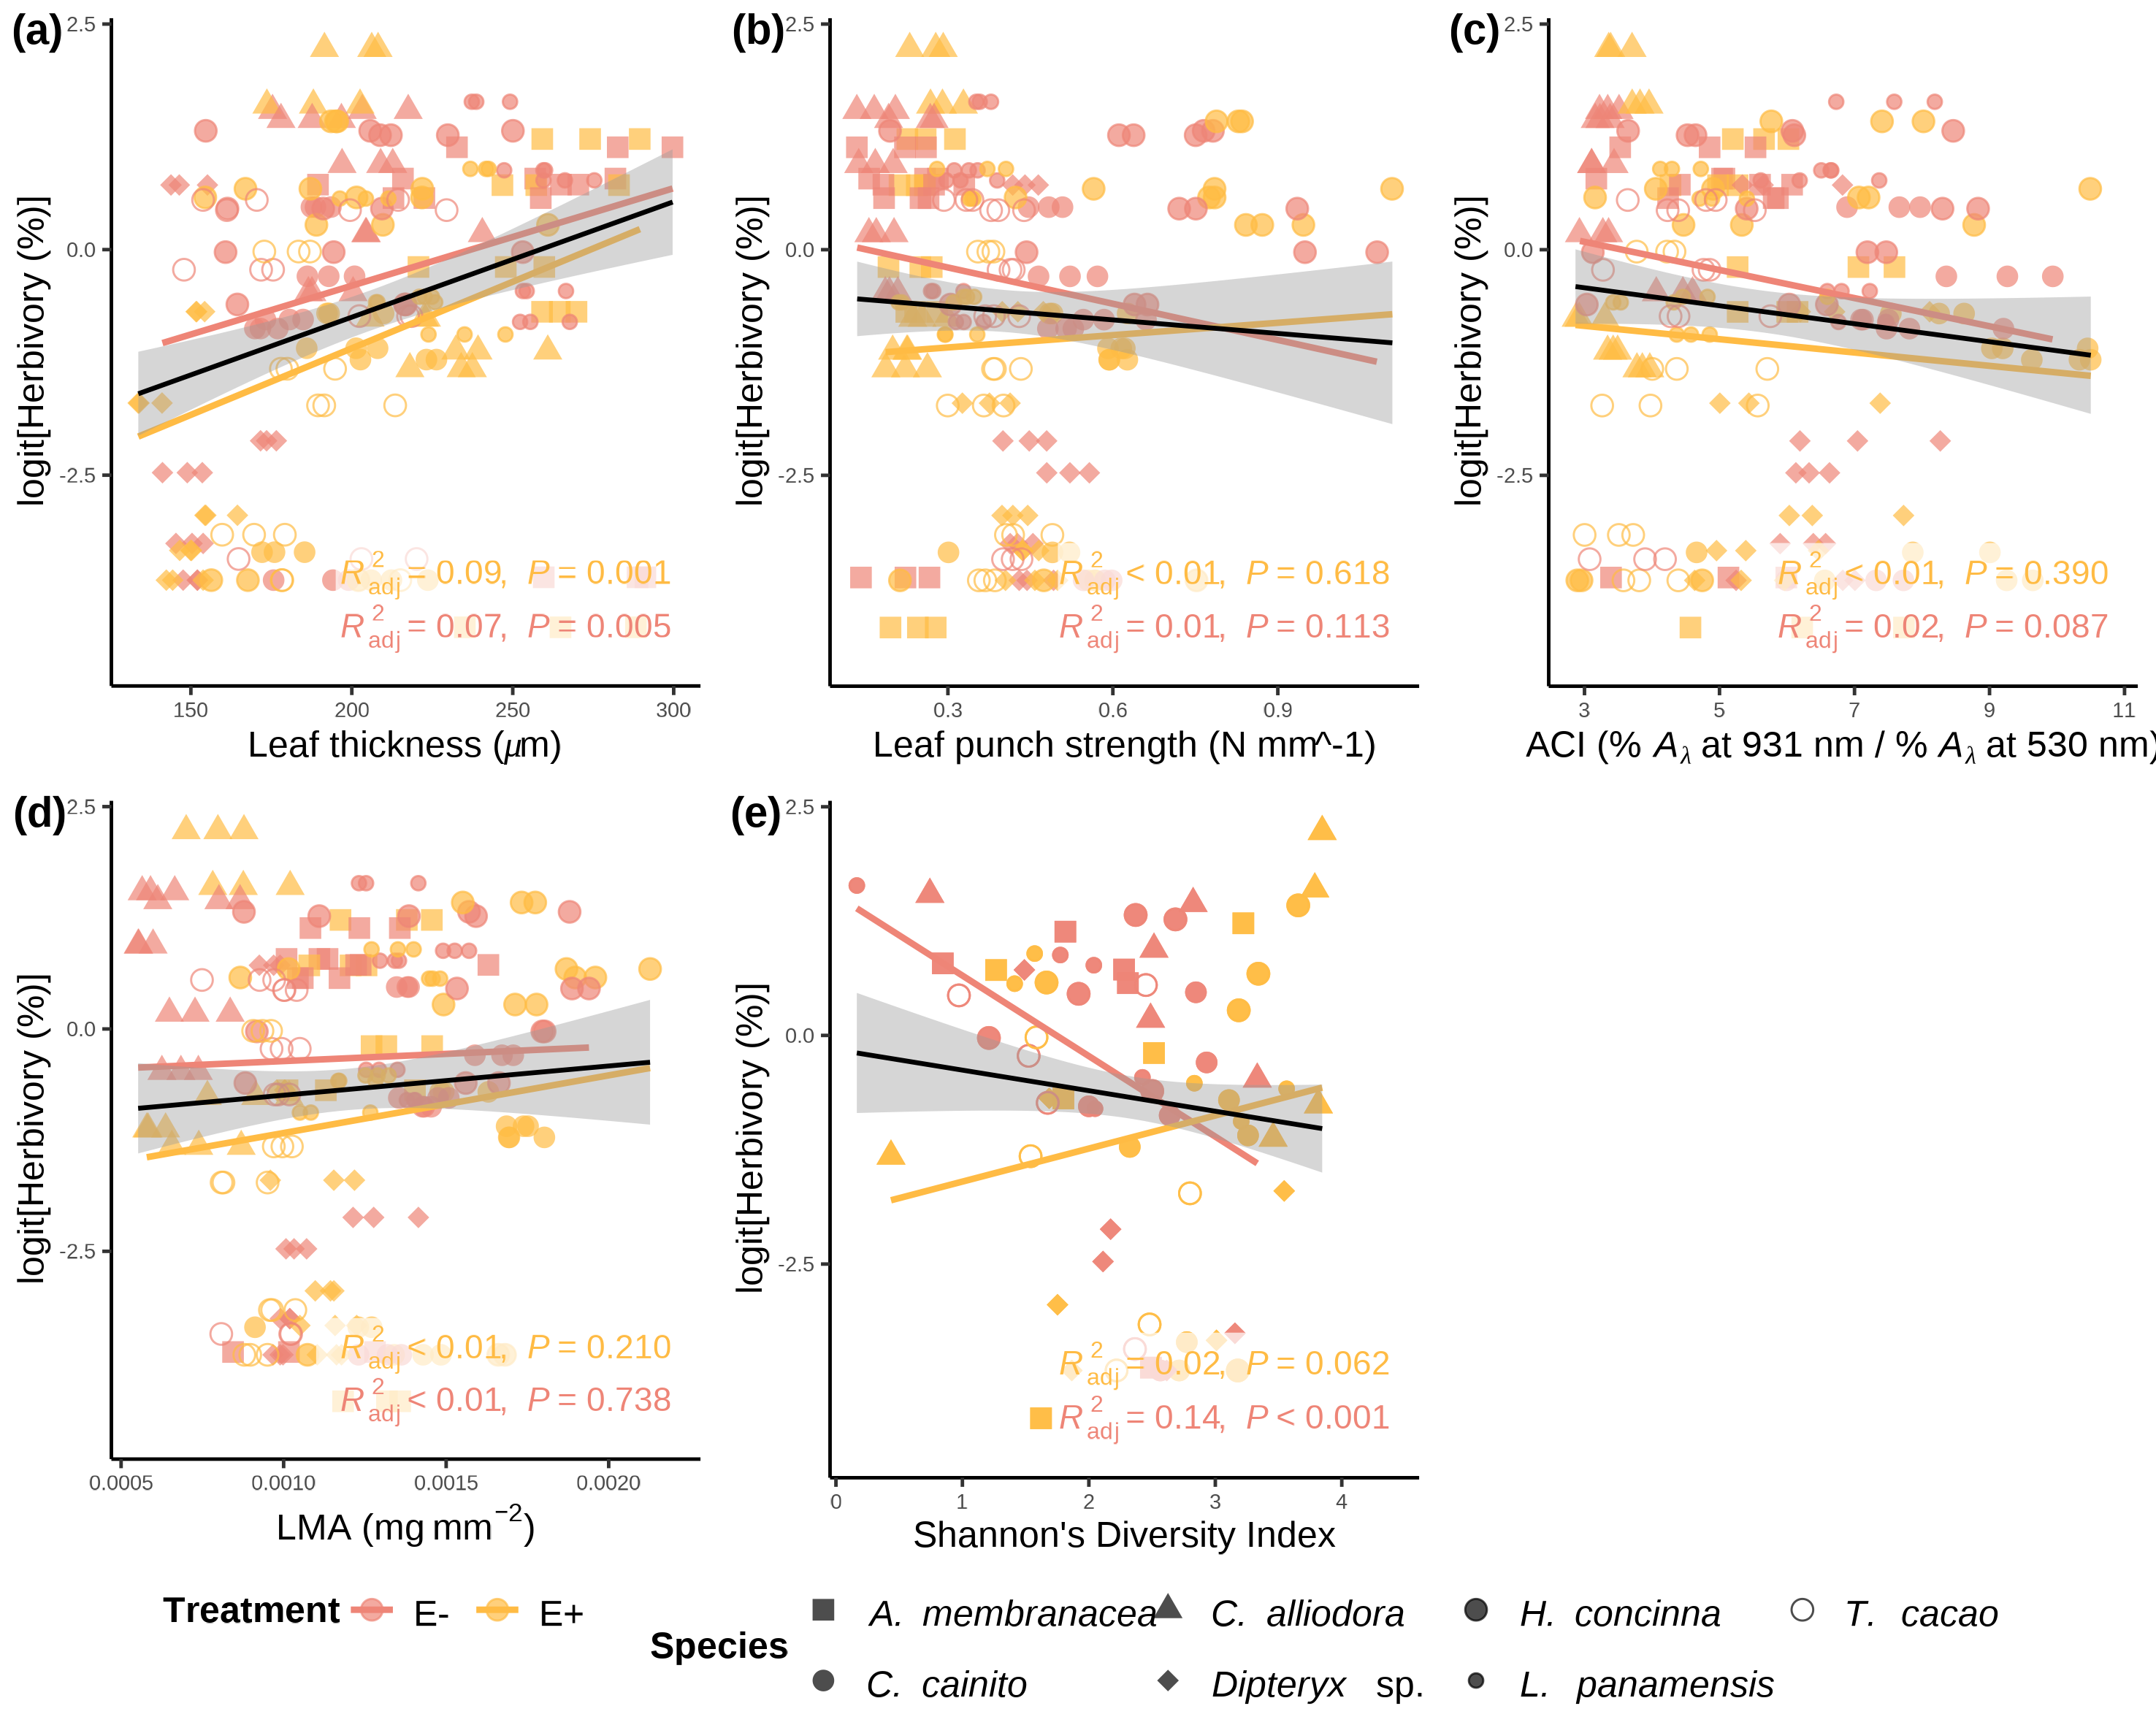 (a)
2.5
0.0
-2.5
logit[Herbivory (%)]
R2adj = 0.09, P = 0.001
R2adj = 0.07, P = 0.005
150 200 250 300
Leaf thickness (μm)
(b)
2.5
0.0
-2.5
logit[Herbivory (%)]
R2adj < 0.01, P = 0.618
R2adj = 0.01, P = 0.113
0.3 0.6 0.9
Leaf punch strength (N mm^-1)
(c)
2.5
0.0
-2.5
logit[Herbivory (%)]
R2adj < 0.01, P = 0.390
R2adj = 0.02, P = 0.087
3 5 7 9 11
ACI (% Aλ at 931 nm / % Aλ at 530 nm)
(d)
2.5
0.0
-2.5
logit[Herbivory (%)]
R2adj < 0.01, P = 0.210
R2adj < 0.01, P = 0.738
0.0005 0.0010 0.0015 0.0020
LMA (mg mm−2)
(e)
2.5
0.0
-2.5
logit[Herbivory (%)]
R2adj = 0.02, P = 0.062
R2adj = 0.14, P < 0.001
0 1 2 3 4
Shannon's Diversity Index
Treatment E- E+
Species
A. membranacea C. alliodora H. concinna T. cacao
C. cainito Dipteryx sp. L. panamensis